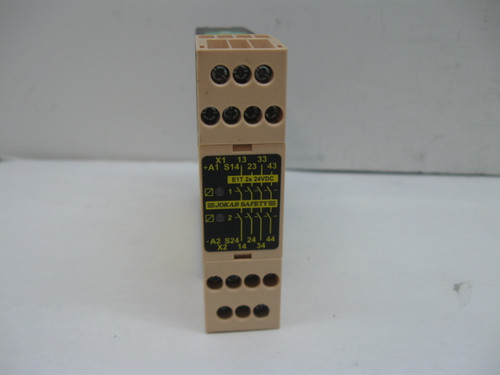 X1 13 33
+A1 S14 23 43
E1T 2s 24VDC
1
JOKAB SAFETY
2
-A2 S24 24 44
X2 14 34